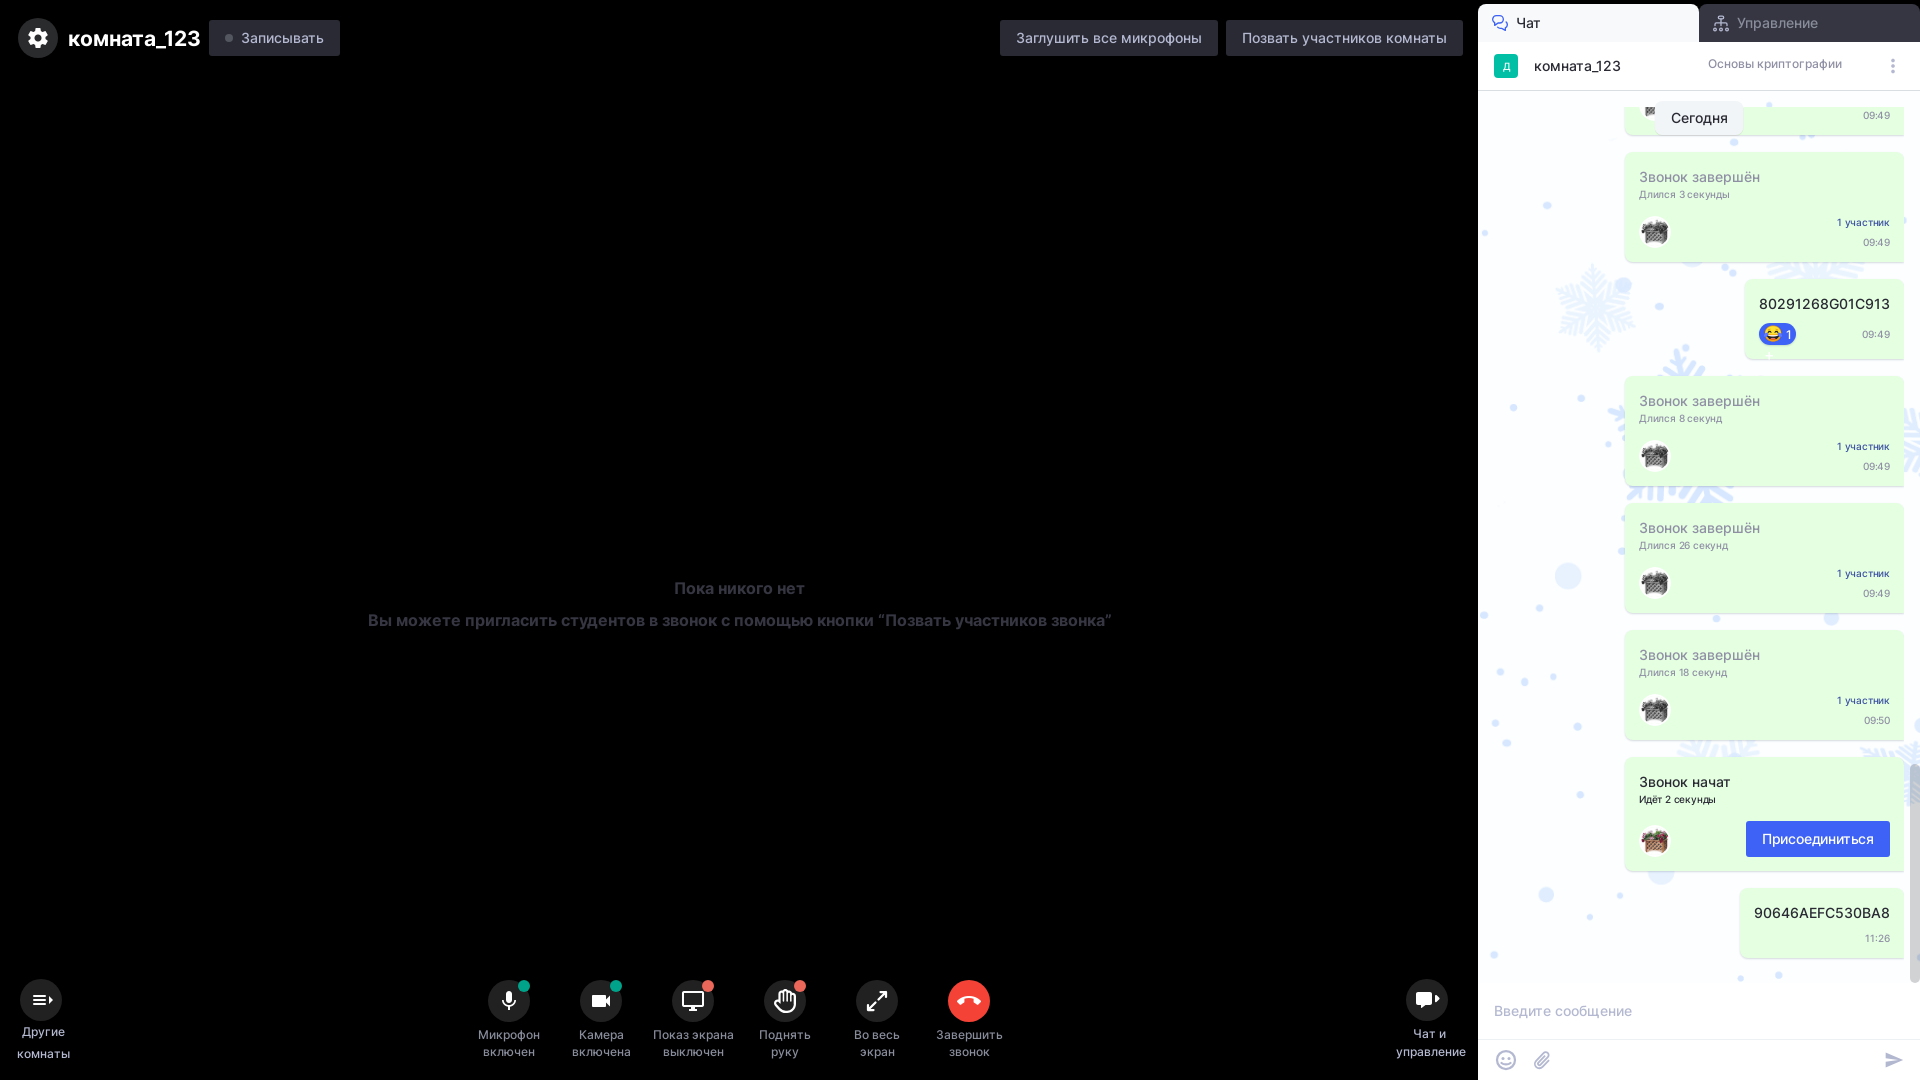 комната_123
Записывать
Заглушить все микрофоны
Позвать участников комнаты
Чат
Управление
Д
комната_123
Основы криптографии
Сегодня
09:49
Звонок завершён
Длился 3 секунды
1 участник
09:49
80291268G01C913
1
09:49
Звонок завершён
Длился 8 секунд
1 участник
09:49
Звонок завершён
Длился 26 секунд
1 участник
09:49
Звонок завершён
Длился 18 секунд
1 участник
09:50
Звонок начат
Идёт 2 секунды
Присоединиться
90646AEFC530BA8
11:26
Пока никого нет
Вы можете пригласить студентов в звонок с помощью кнопки “Позвать участников звонка”
Другие
комнаты
Микрофон
включен
Камера
включена
Показ экрана
выключен
Поднять
руку
Во весь
экран
Завершить
звонок
Чат и
управление
Введите сообщение